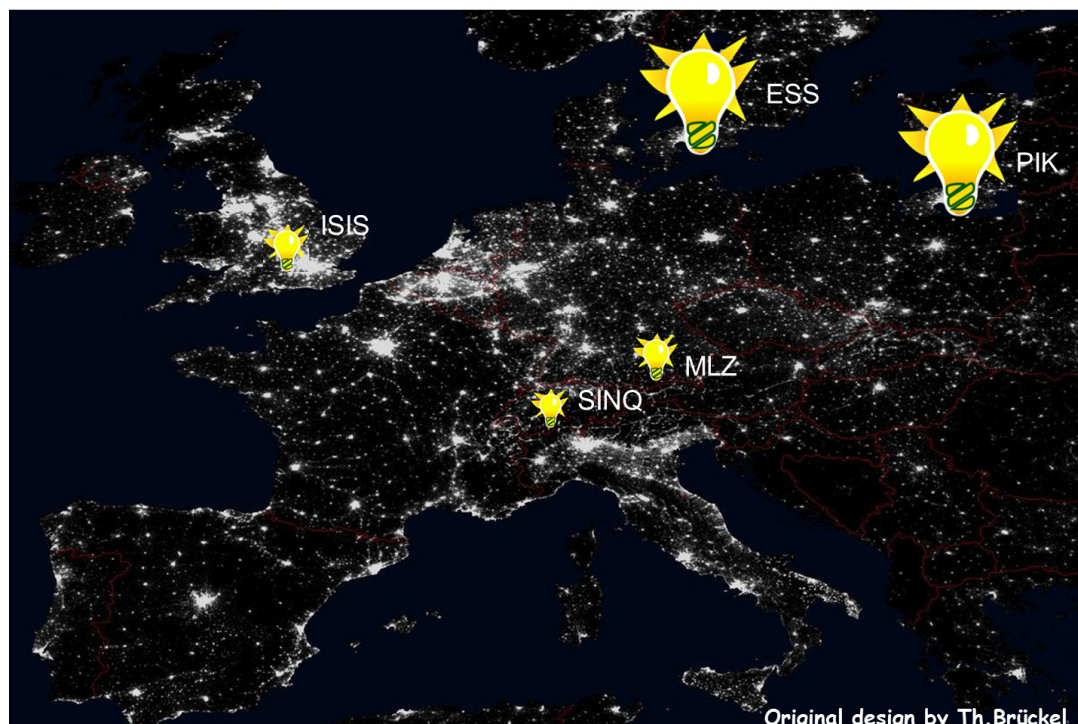 ESS
PIK
ISIS
MLZ
SINQ
Original design by Th.Brückel